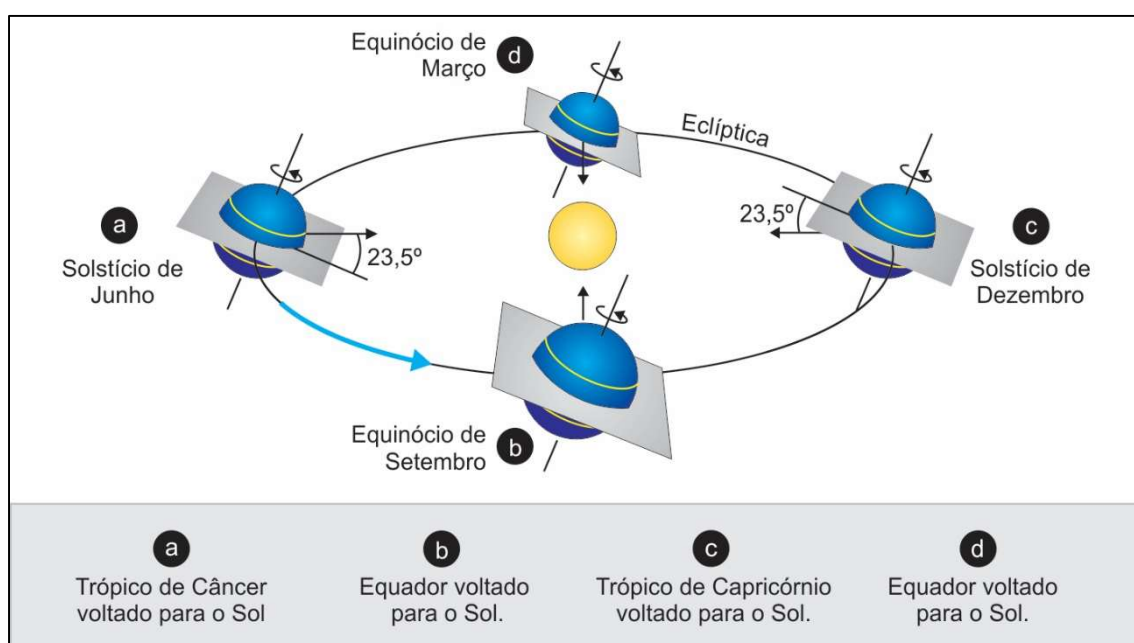 Equinócio de
Março
d
Eclíptica
a
Solstício de
Junho
23,5º
23,5º
c
Solstício de
Dezembro
Equinócio de
Setembro
b
a
Trópico de Câncer
voltado para o Sol
b
Equador voltado
para o Sol.
c
Trópico de Capricórnio
voltado para o Sol.
d
Equador voltado
para o Sol.